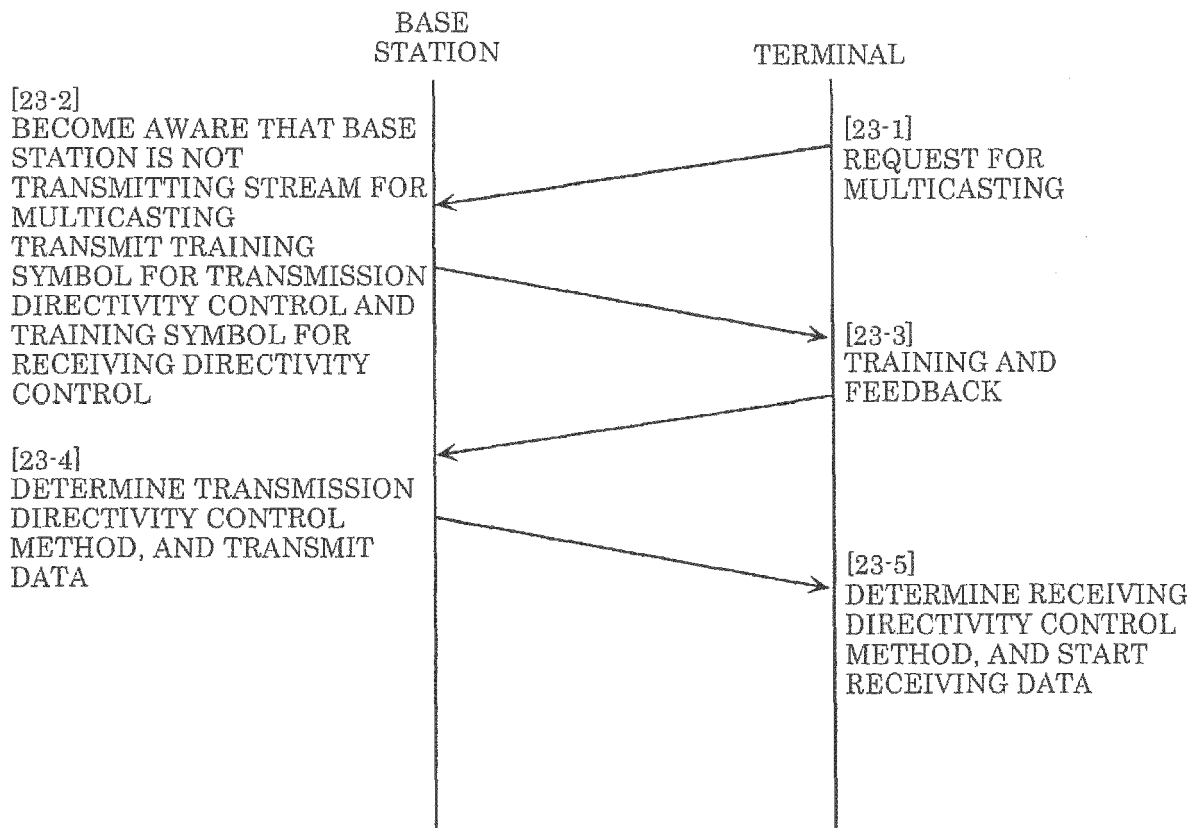 BASE
STATION
TERMINAL
[23-2]
BECOME AWARE THAT BASE
STATION IS NOT
TRANSMITTING STREAM FOR
MULTICASTING
TRANSMIT TRAINING
SYMBOL FOR TRANSMISSION
DIRECTIVITY CONTROL AND
TRAINING SYMBOL FOR
RECEIVING DIRECTIVITY
CONTROL
[23-1]
REQUEST FOR
MULTICASTING
[23-3]
TRAINING AND
FEEDBACK
[23-4]
DETERMINE TRANSMISSION
DIRECTIVITY CONTROL
METHOD, AND TRANSMIT
DATA
[23-5]
DETERMINE RECEIVING
DIRECTIVITY CONTROL
METHOD, AND START
RECEIVING DATA